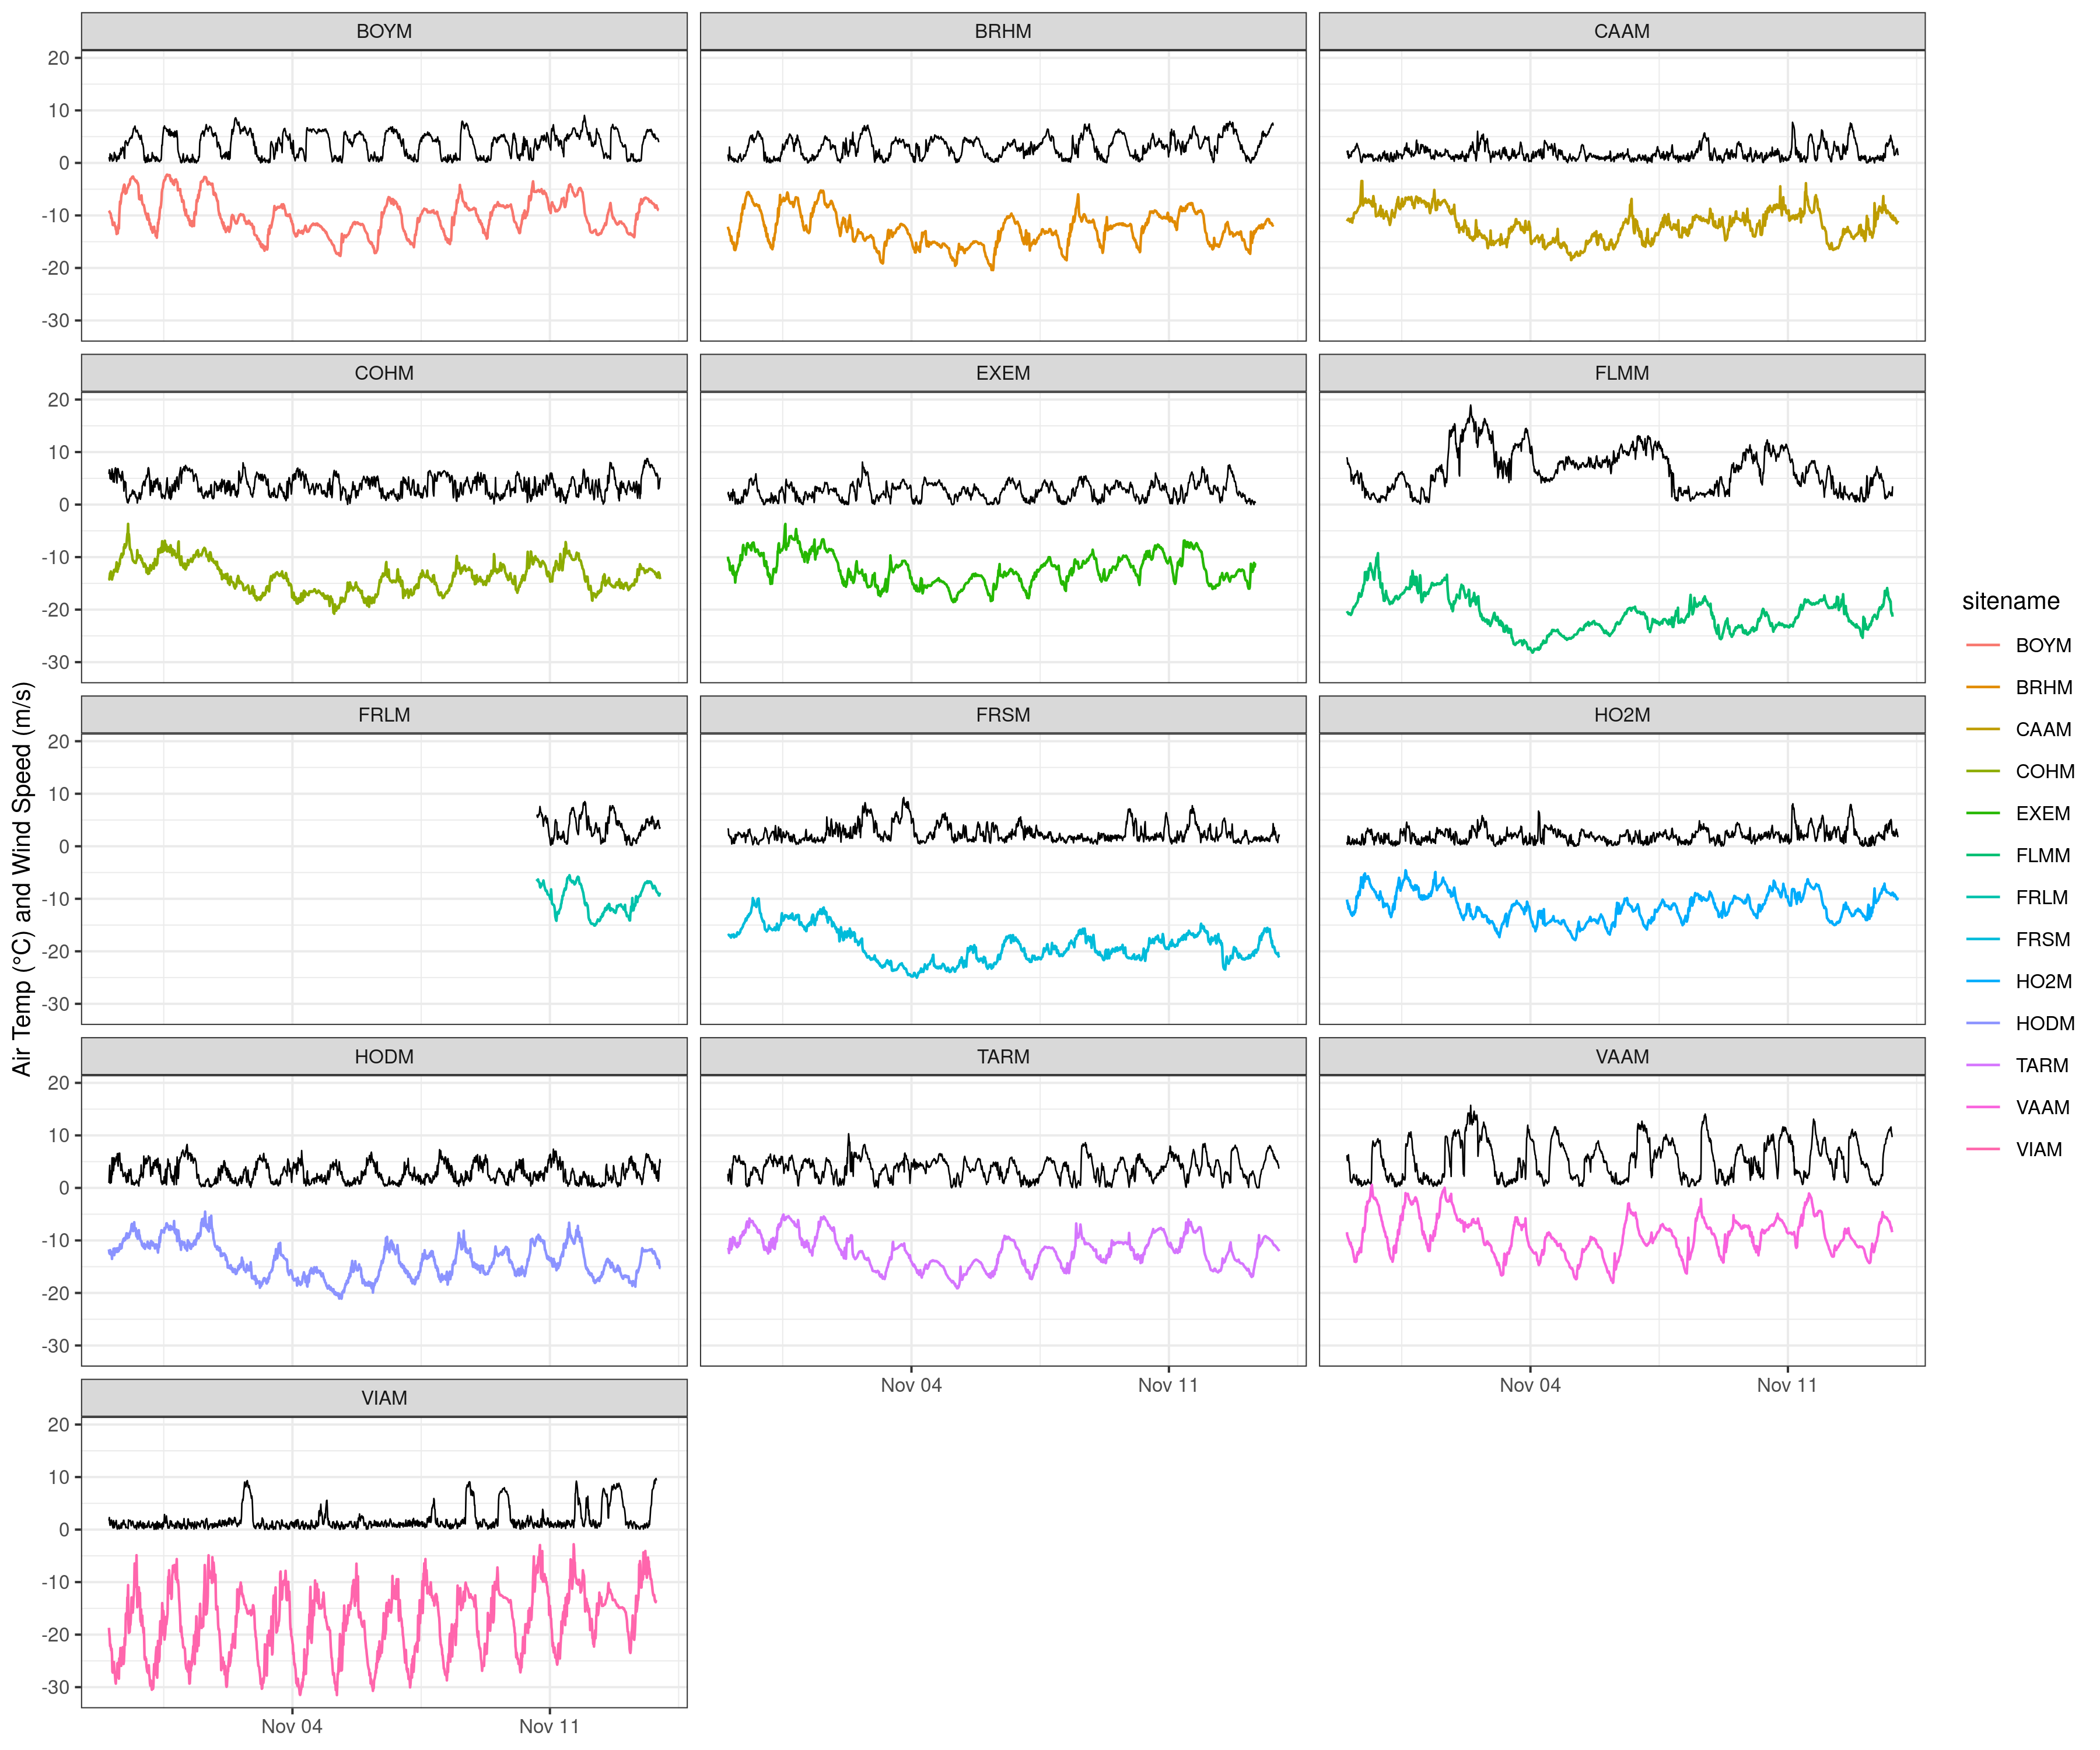 BOYM BRHM CAAM
20
10
0
-10
-20
-30
COHM EXEM FLMM
20
10
0
-10
-20
-30
FRLM FRSM HO2M
20
10
0
-10
-20
-30
HODM TARM VAAM
20
10
0
-10
-20
-30
Nov 04 Nov 11 Nov 04 Nov 11
VIAM
20
10
0
-10
-20
-30
Nov 04 Nov 11
Air Temp (°C) and Wind Speed (m/s)
sitename
BOYM
BRHM
CAAM
COHM
EXEM
FLMM
FRLM
FRSM
HO2M
HODM
TARM
VAAM
VIAM